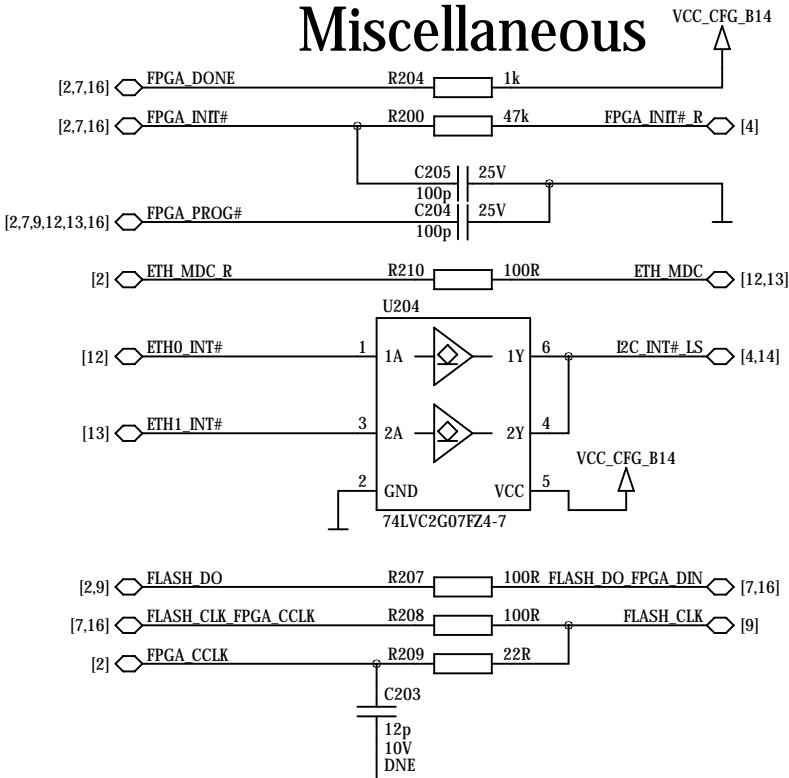 Miscellaneous
VCC_CFG_B14
[2,7,16] FPGA_DONE R204 1k
[2,7,16] FPGA_INIT# R200 47k FPGA_INIT#_R [4]
C205 25V
100p
[2,7,9,12,13,16] FPGA_PROG# C204 25V
100p
[2] ETH_MDC_R R210 100R ETH_MDC [12,13]
U204
[12] ETH0_INT# 1 1A 1Y 6 I2C_INT#_LS [4,14]
[13] ETH1_INT# 3 2A 2Y 4
VCC_CFG_B14
2 GND VCC 5
74LVC2G07FZ4-7
[2,9] FLASH_DO R207 100R FLASH_DO_FPGA_DIN [7,16]
[7,16] FLASH_CLK_FPGA_CCLK R208 100R FLASH_CLK [9]
[2] FPGA_CCLK R209 22R
C203
12p
10V
DNE